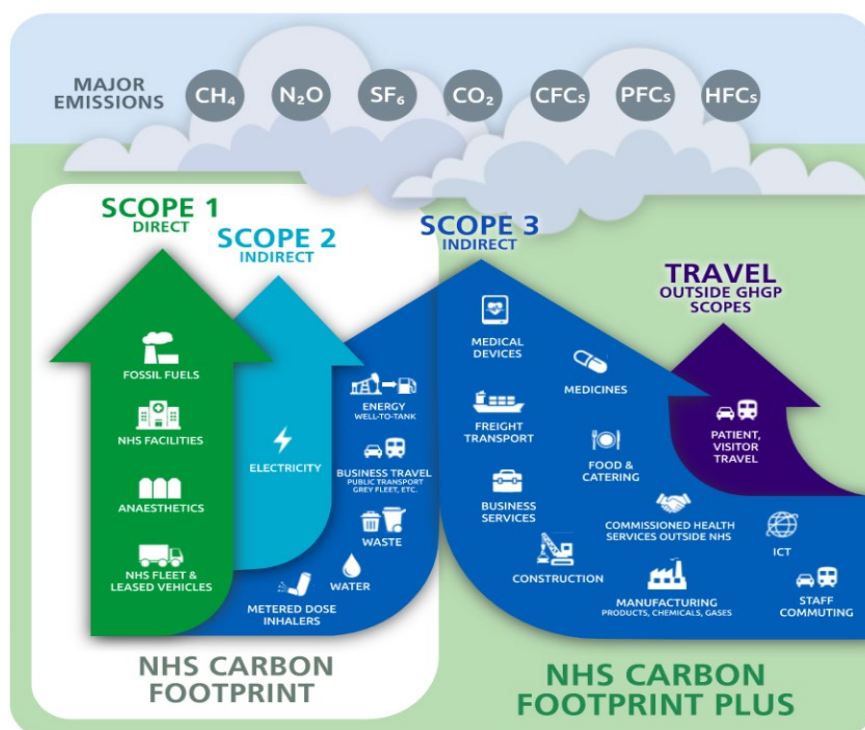 MAJOR
EMISSIONS
CH₄
N₂O
SF₆
CO₂
CFCs
PFCs
HFCs
SCOPE 1
DIRECT
SCOPE 2
INDIRECT
SCOPE 3
INDIRECT
TRAVEL
OUTSIDE GHGP
SCOPES
FOSSIL FUELS
NHS FACILITIES
ANAESTHETICS
NHS FLEET &
LEASED VEHICLES
ELECTRICITY
ENERGY
WELL-TO-TANK
BUSINESS TRAVEL
PUBLIC TRANSPORT
GREY FLEET, ETC.
WASTE
WATER
METERED DOSE
INHALERS
MEDICAL
DEVICES
MEDICINES
FREIGHT
TRANSPORT
FOOD &
CATERING
BUSINESS
SERVICES
COMMISSIONED HEALTH
SERVICES OUTSIDE NHS
CONSTRUCTION
MANUFACTURING
PRODUCTS, CHEMICALS, GASES
ICT
STAFF
COMMUTING
PATIENT,
VISITOR
TRAVEL
NHS CARBON
FOOTPRINT
NHS CARBON
FOOTPRINT PLUS